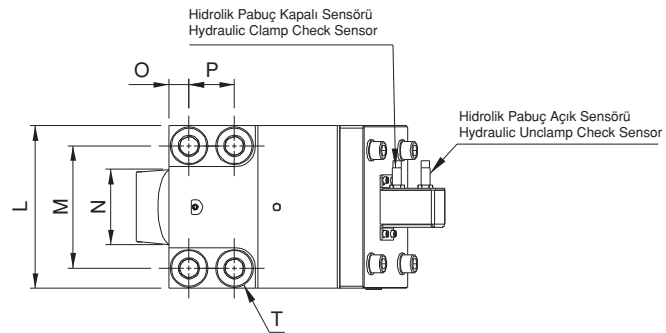 Hidrolik Pabuç Kapalı Sensörü
Hydraulic Clamp Check Sensor
O
P
Hidrolik Pabuç Açık Sensörü
Hydraulic Unclamp Check Sensor
L
M
N
T